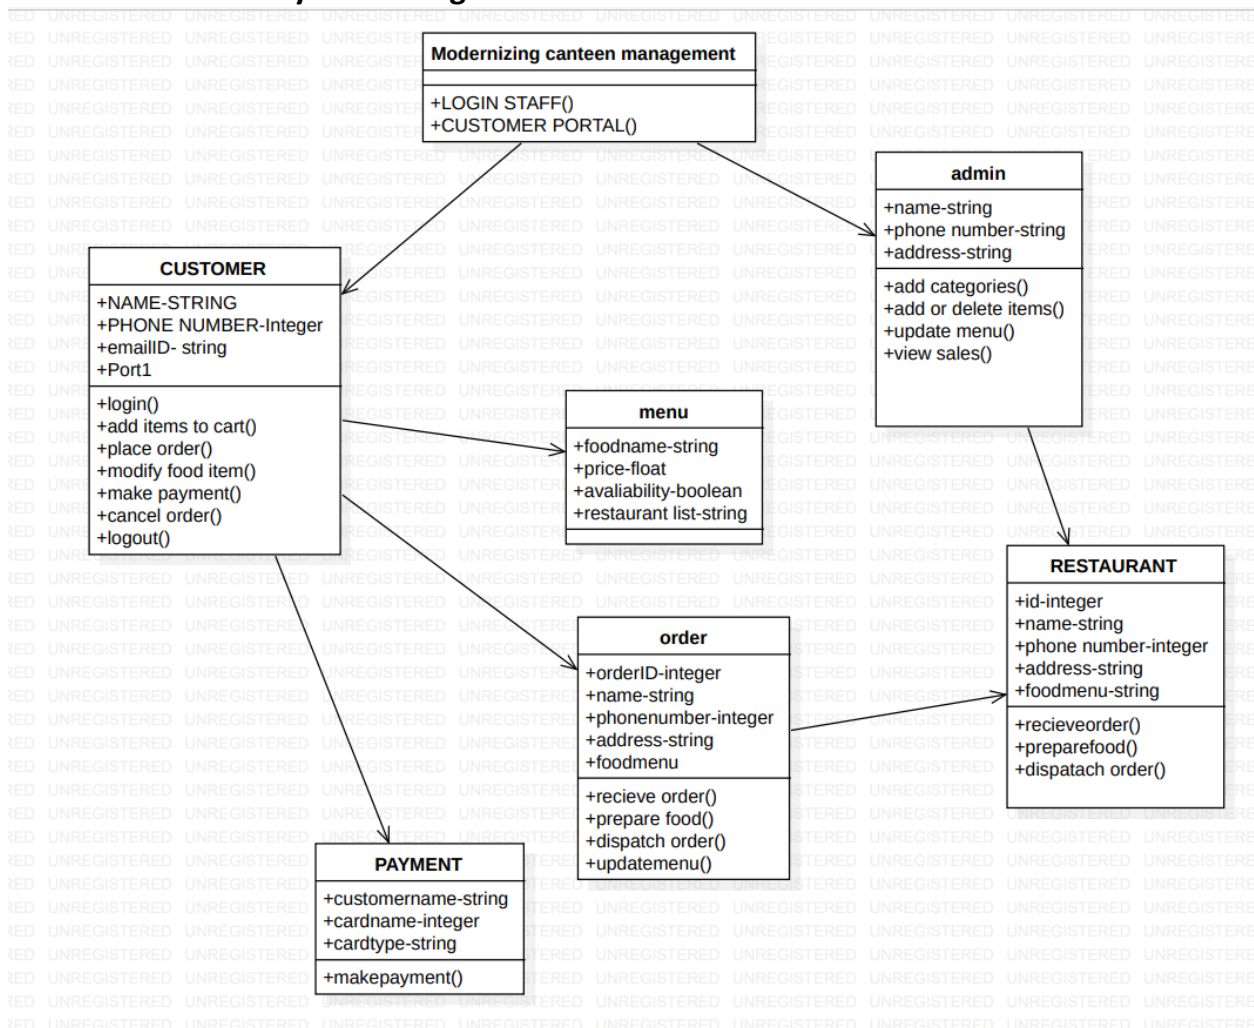 Modernizing canteen management
+LOGIN STAFF()
+CUSTOMER PORTAL()
admin
+name-string
+phone number-string
+address-string
+add categories()
+add or delete items()
+update menu()
+view sales()
CUSTOMER
+NAME-STRING
+PHONE NUMBER-Integer
+emailID- string
+Port1
+login()
+add items to cart()
+place order()
+modify food item()
+make payment()
+cancel order()
+logout()
menu
+foodname-string
+price-float
+avaliability-boolean
+restaurant list-string
RESTAURANT
+id-integer
+name-string
+phone number-integer
+address-string
+foodmenu-string
+recieveorder()
+preparefood()
+dispatach order()
order
+orderID-integer
+name-string
+phonenumber-integer
+address-string
+foodmenu
+recieve order()
+prepare food()
+dispatch order()
+updatemenu()
PAYMENT
+customername-string
+cardname-integer
+cardtype-string
+makepayment()
UNREGISTERED